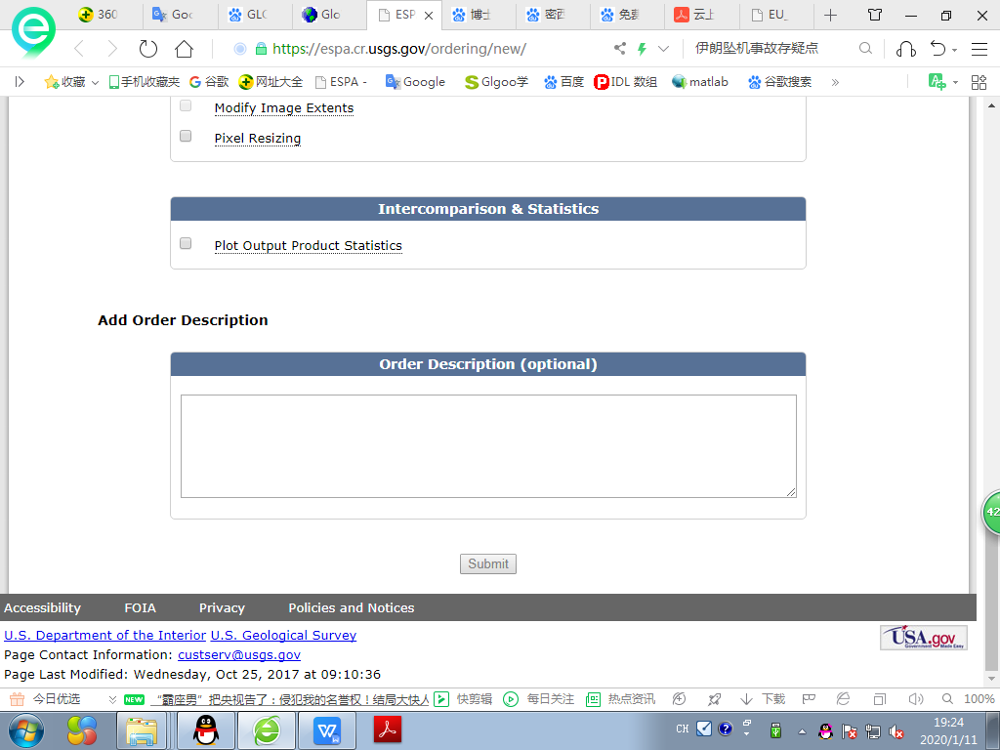 360
Goo
GLO
Glo
ESP
博士
密西
免费
云上
EU_
https://espa.cr.usgs.gov/ordering/new/
伊朗坠机事故存疑点
收藏
手机收藏夹
谷歌
网址大全
ESPA -
Google
Glgoo学
百度
IDL 数组
matlab
谷歌搜索
»
Modify Image Extents
Pixel Resizing
Intercomparison & Statistics
Plot Output Product Statistics
Add Order Description
Order Description (optional)
Submit
42
Accessibility
FOIA
Privacy
Policies and Notices
U.S. Department of the Interior U.S. Geological Survey
USA.gov
Government Made Easy
Page Contact Information: custserv@usgs.gov
Page Last Modified: Wednesday, Oct 25, 2017 at 09:10:36
今日优选
NEW
“霸座男”把央视告了：侵犯我的名誉权！结局大快人
快剪辑
每日关注
热点资讯
下载
100%
CH
19:24
2020/1/11